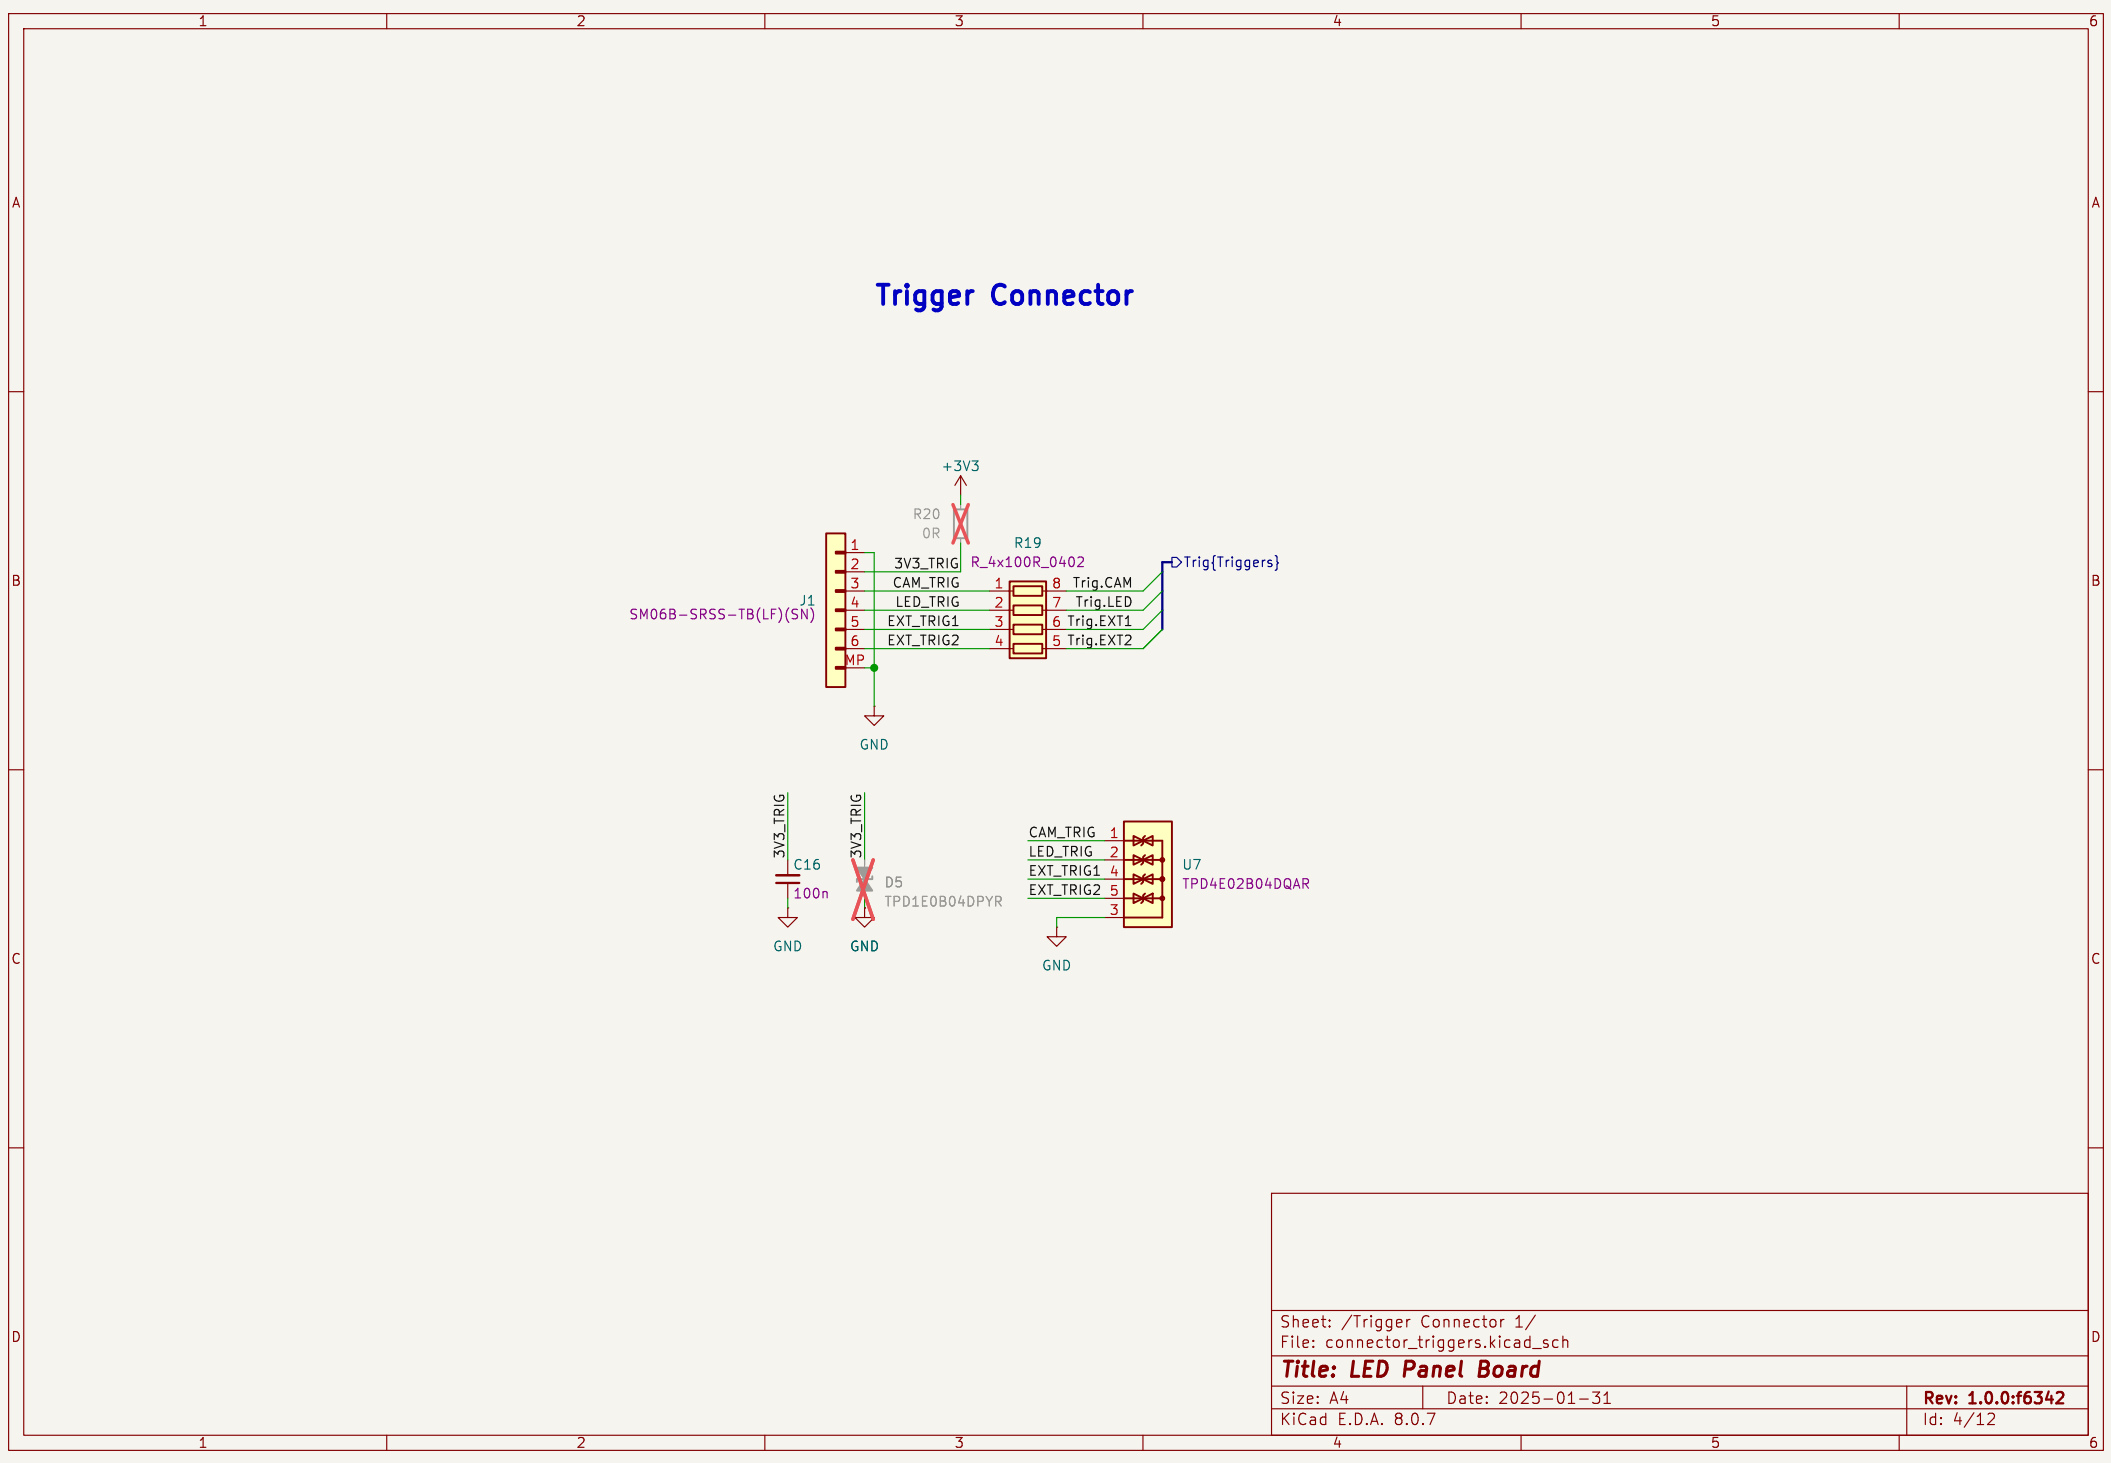 1 2 3 4 5 6
A A
Trigger Connector
+3V3
R20
0R
R19
R_4x100R_0402
Trig{Triggers}
1
2 3V3_TRIG
3 CAM_TRIG 1 8 Trig.CAM
J1
SM06B-SRSS-TB(LF)(SN)
4 LED_TRIG 2 7 Trig.LED
5 EXT_TRIG1 3 6 Trig.EXT1
6 EXT_TRIG2 4 5 Trig.EXT2
MP
GND
B B
3V3_TRIG
C16
100n
GND
3V3_TRIG
D5
TPD1E0B04DPYR
GND
CAM_TRIG 1
LED_TRIG 2
EXT_TRIG1 4
EXT_TRIG2 5
3
U7
TPD4E02B04DQAR
GND
C C
D D
Sheet: /Trigger Connector 1/
File: connector_triggers.kicad_sch
Title: LED Panel Board
Size: A4 Date: 2025-01-31 Rev: 1.0.0:f6342
KiCad E.D.A. 8.0.7 Id: 4/12
1 2 3 4 5 6